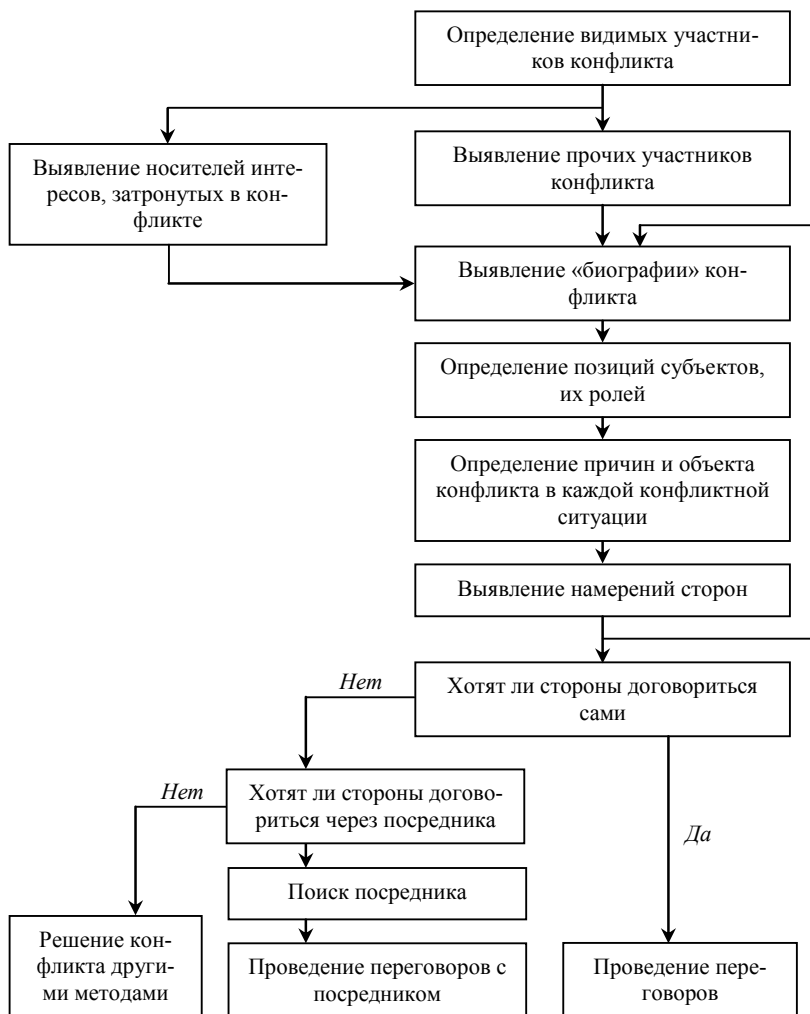 Определение видимых участни-
ков конфликта
Выявление носителей инте-
ресов, затронутых в кон-
фликте
Выявление прочих участников
конфликта
Выявление «биографии» кон-
фликта
Определение позиций субъектов,
их ролей
Определение причин и объекта
конфликта в каждой конфликтной
ситуации
Выявление намерений сторон
Нет
Хотят ли стороны договориться
сами
Нет
Хотят ли стороны догово-
риться через посредника
Да
Поиск посредника
Решение кон-
фликта други-
ми методами
Проведение переговоров с
посредником
Проведение пере-
говоров